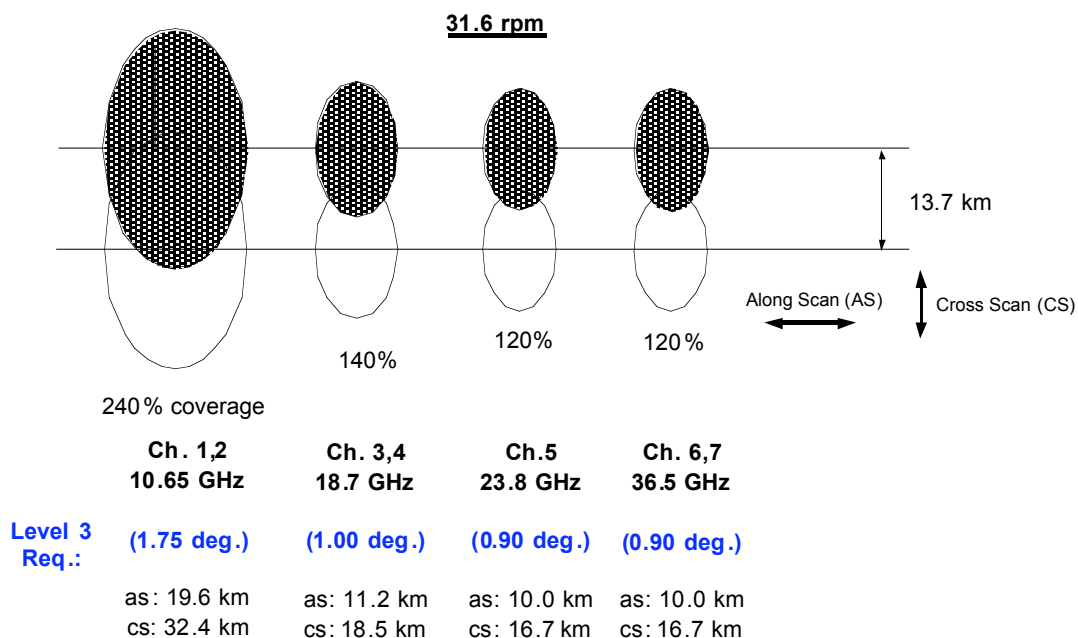 31.6 rpm
13.7 km
Along Scan (AS)
Cross Scan (CS)
240% coverage
140%
120%
120%
Ch. 1,2
10.65 GHz
Ch. 3,4
18.7 GHz
Ch.5
23.8 GHz
Ch. 6,7
36.5 GHz
Level 3
Req.:
(1.75 deg.)
(1.00 deg.)
(0.90 deg.)
(0.90 deg.)
as: 19.6 km
cs: 32.4 km
as: 11.2 km
cs: 18.5 km
as: 10.0 km
cs: 16.7 km
as: 10.0 km
cs: 16.7 km